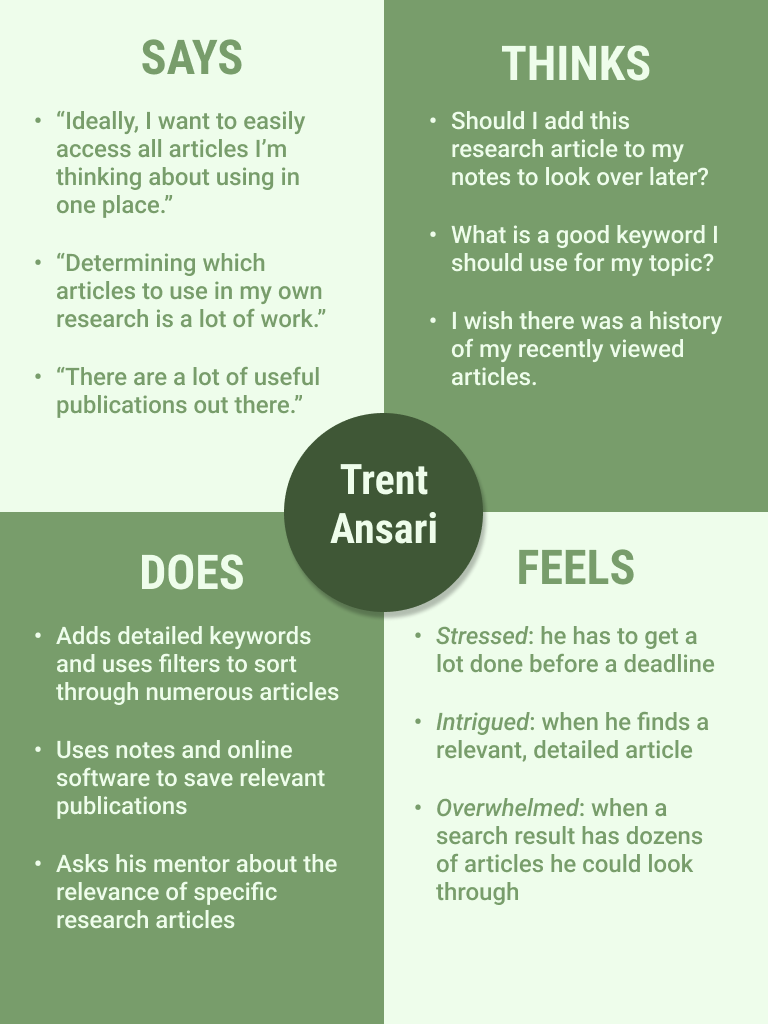 SAYS
• “Ideally, I want to easily
access all articles I’m
thinking about using in
one place.”
• “Determining which
articles to use in my own
research is a lot of work.”
• “There are a lot of useful
publications out there.”
THINKS
• Should I add this
research article to my
notes to look over later?
• What is a good keyword I
should use for my topic?
• I wish there was a history
of my recently viewed
articles.
Trent
Ansari
DOES
• Adds detailed keywords
and uses filters to sort
through numerous articles
• Uses notes and online
software to save relevant
publications
• Asks his mentor about the
relevance of specific
research articles
FEELS
• Stressed: he has to get a
lot done before a deadline
• Intrigued: when he finds a
relevant, detailed article
• Overwhelmed: when a
search result has dozens
of articles he could look
through